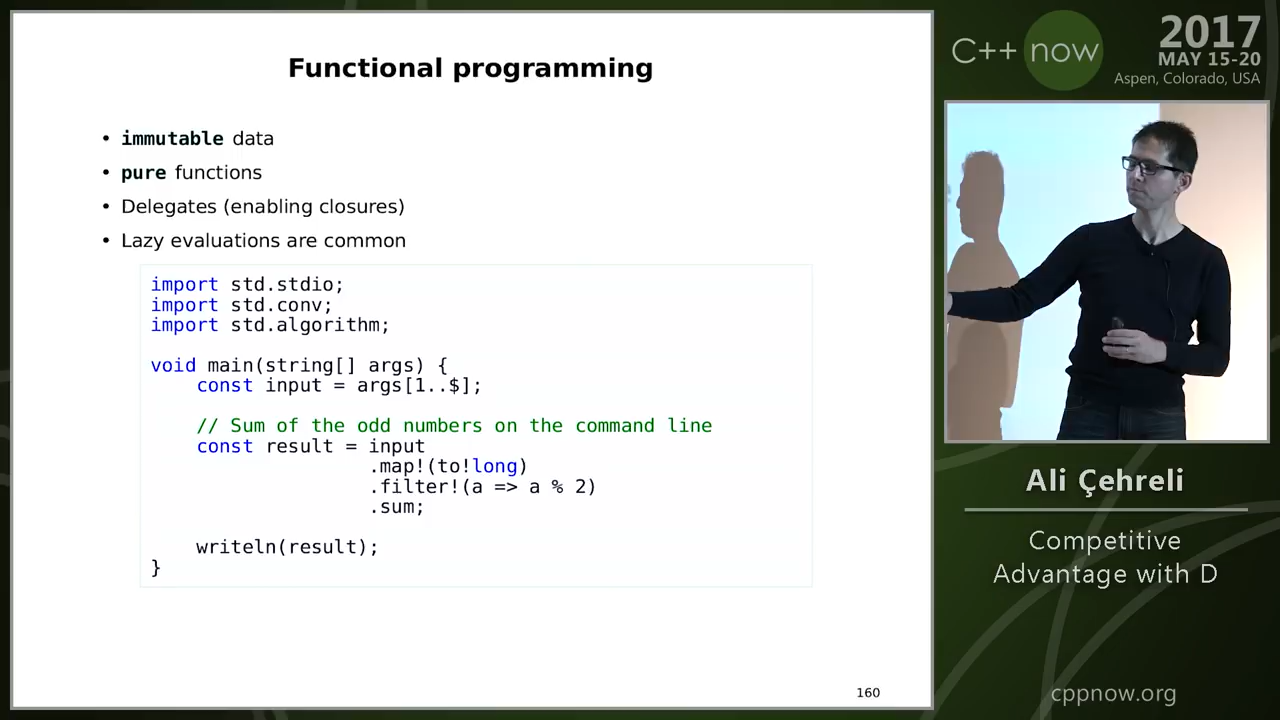 Functional programming
• immutable data
• pure functions
• Delegates (enabling closures)
• Lazy evaluations are common
import std.stdio;
import std.conv;
import std.algorithm;
void main(string[] args) {
    const input = args[1..$];
    // Sum of the odd numbers on the command line
    const result = input
                   .map!(to!long)
                   .filter!(a => a % 2)
                   .sum;
    writeln(result);
}
160
C++ now
2017
MAY 15-20
Aspen, Colorado, USA
Ali Çehreli
Competitive
Advantage with D
cppnow.org